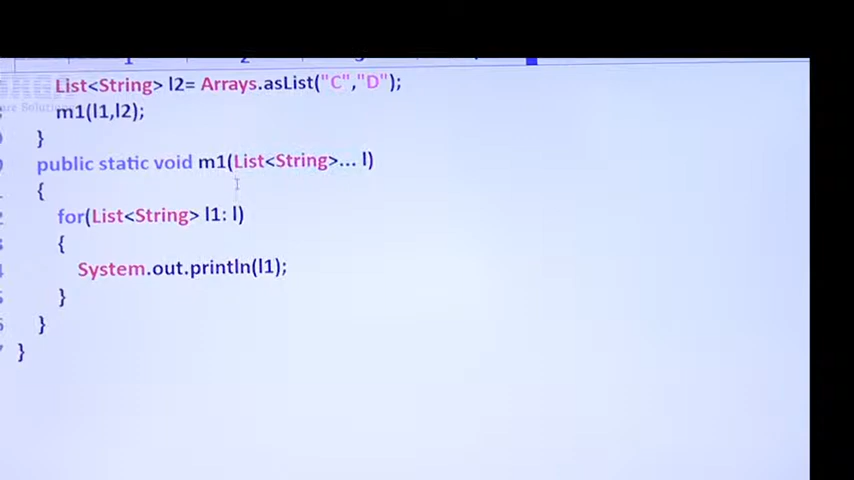 List<String> l2= Arrays.asList("C","D");
m1(l1,l2);
}
public static void m1(List<String>... l)
{
for(List<String> l1: l)
{
System.out.println(l1);
}
}
}